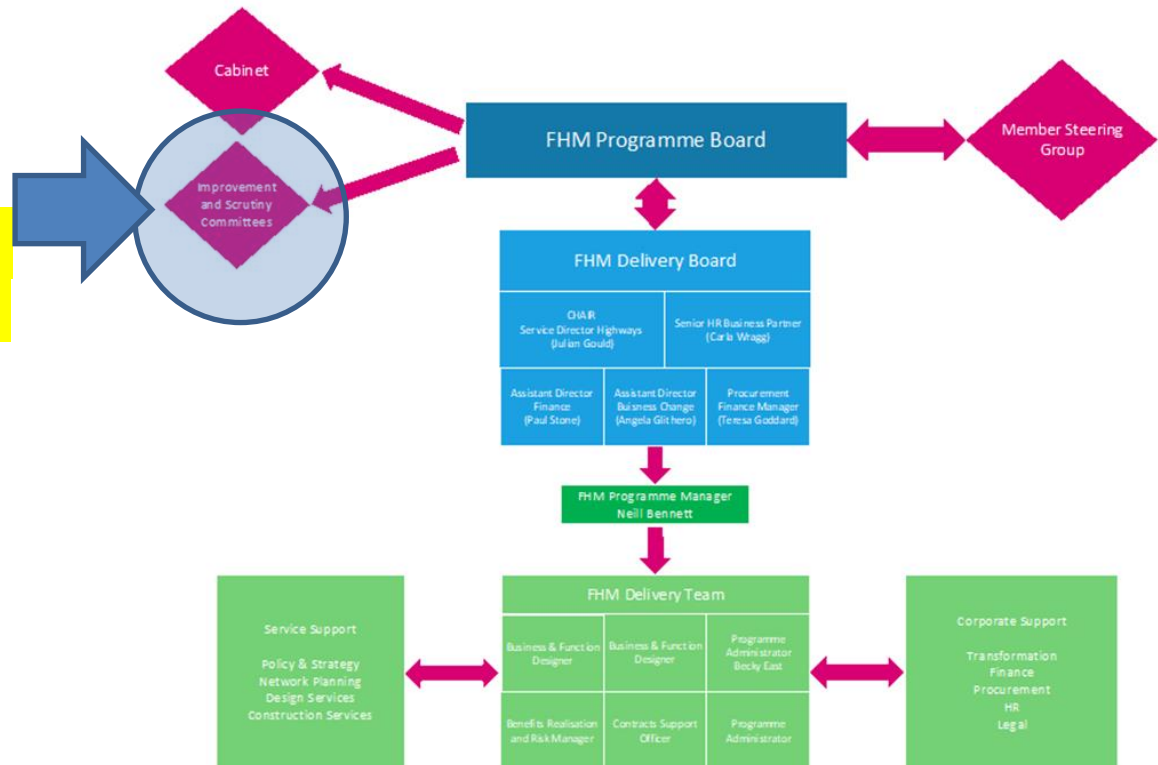 Cabinet
FHM Programme Board
Member Steering
Group
Improvement
and Scrutiny
Committees
FHM Delivery Board
CHAIR
Service Director Highways
(Julian Gould)
Senior HR Business Partner
(Carla Wragg)
Assistant Director
Finance
(Paul Stone)
Assistant Director
Buisness Change
(Angela Glithero)
Procurement
Finance Manager
(Teresa Goddard)
FHM Programme Manager
Neill Bennett
FHM Delivery Team
Service Support
Policy & Strategy
Network Planning
Design Services
Construction Services
Business & Function
Designer
Business & Function
Designer
Programme
Administrator
Becky East
Benefits Realisation
and Risk Manager
Contracts Support
Officer
Programme
Administrator
Corporate Support
Transformation
Finance
Procurement
HR
Legal